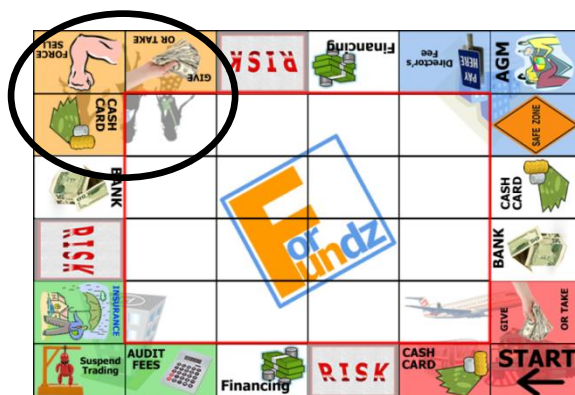 FORCE
SELL
GIVE
OR TAKE
RISK
Financing
Director's
Fee
PAY
HERE
AGM
CASH
CARD
SAFE ZONE
BANK
CASH
CARD
RISK
For
Fundz
BANK
INSURANCE
GIVE
OR TAKE
Suspend
Trading
AUDIT
FEES
Financing
RISK
CASH
CARD
START